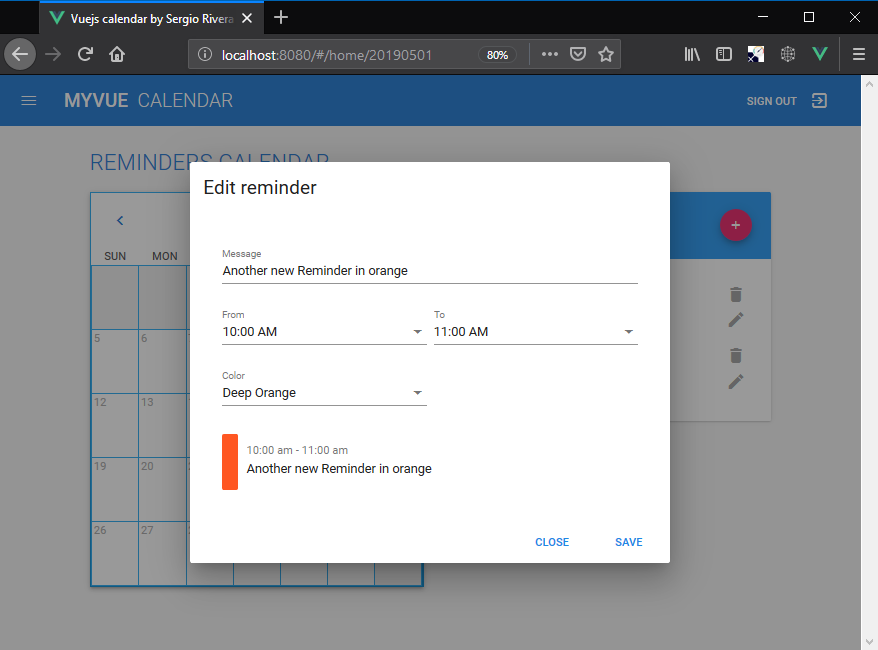 Vuejs calendar by Sergio Rivera
localhost:8080/#/home/20190501
80%
MYVUE CALENDAR
SIGN OUT
REMINDERS CALENDAR
Edit reminder
SUN MON
Message
Another new Reminder in orange
From To
10:00 AM 11:00 AM
5 6
Color
Deep Orange
12 13
10:00 am - 11:00 am
19 20
Another new Reminder in orange
26 27
CLOSE SAVE